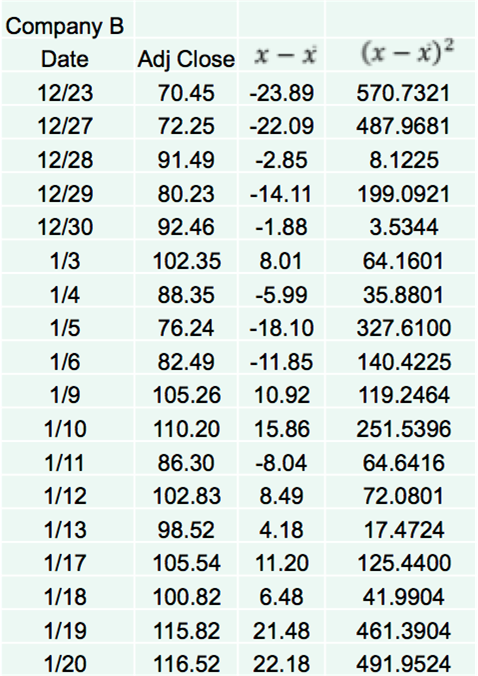 Company B
Date Adj Close x − ẋ (x − ẋ)²
12/23 70.45 -23.89 570.7321
12/27 72.25 -22.09 487.9681
12/28 91.49 -2.85 8.1225
12/29 80.23 -14.11 199.0921
12/30 92.46 -1.88 3.5344
1/3 102.35 8.01 64.1601
1/4 88.35 -5.99 35.8801
1/5 76.24 -18.10 327.6100
1/6 82.49 -11.85 140.4225
1/9 105.26 10.92 119.2464
1/10 110.20 15.86 251.5396
1/11 86.30 -8.04 64.6416
1/12 102.83 8.49 72.0801
1/13 98.52 4.18 17.4724
1/17 105.54 11.20 125.4400
1/18 100.82 6.48 41.9904
1/19 115.82 21.48 461.3904
1/20 116.52 22.18 491.9524